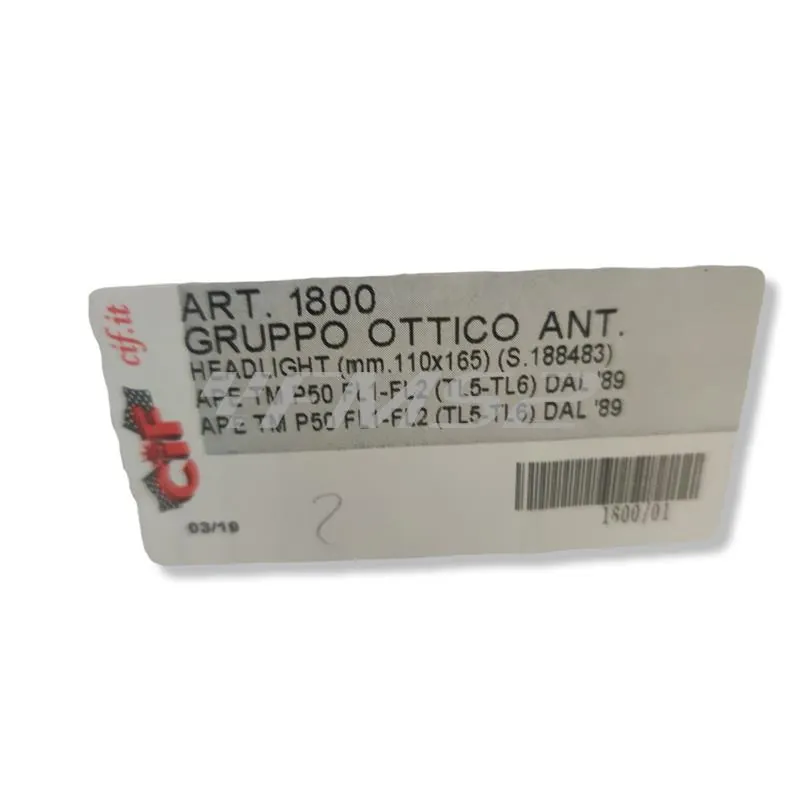 ART. 1800
GRUPPO OTTICO ANT.
HEADLIGHT (mm.110x165) (S.188483)
APE TM P50 FL1-FL2 (TL5-TL6) DAL '89
APE TM P50 FL1-FL2 (TL5-TL6) DAL '89
cif.it
CIF
03/19
2
1800/01